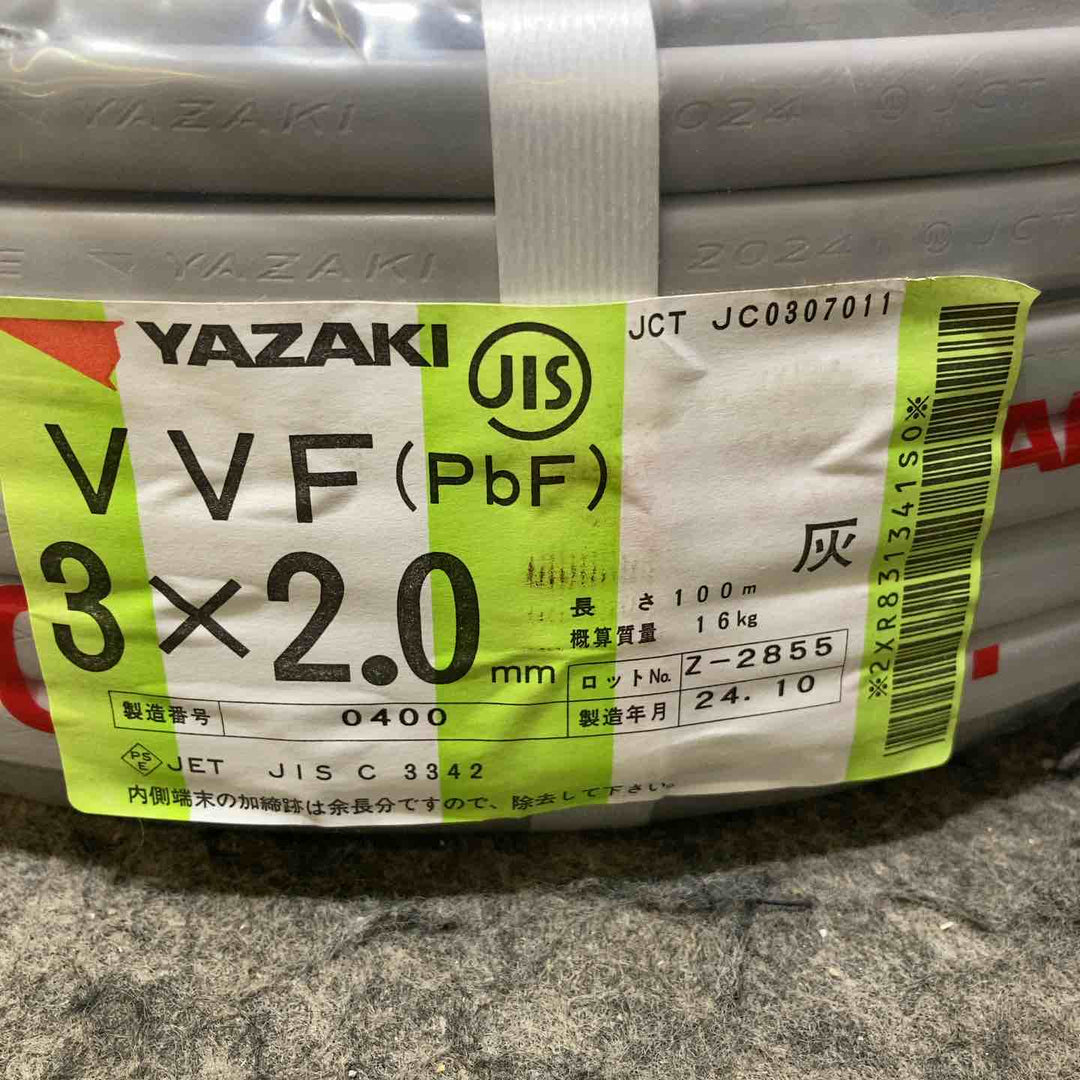 YAZAKI 024 JCT
E YAZAKI 2024 JCT
YAZAKI JIS JCT JC0307011
VVF(PbF)
灰
3×2.0mm
長さ 100m
概算質量 16kg
ロットNo. Z-2855
製造番号 0400
製造年月 24.10
PS E JET JIS C 3342
内側端末の加締跡は余長分ですので、除去して下さい。
※2XR831341S0※